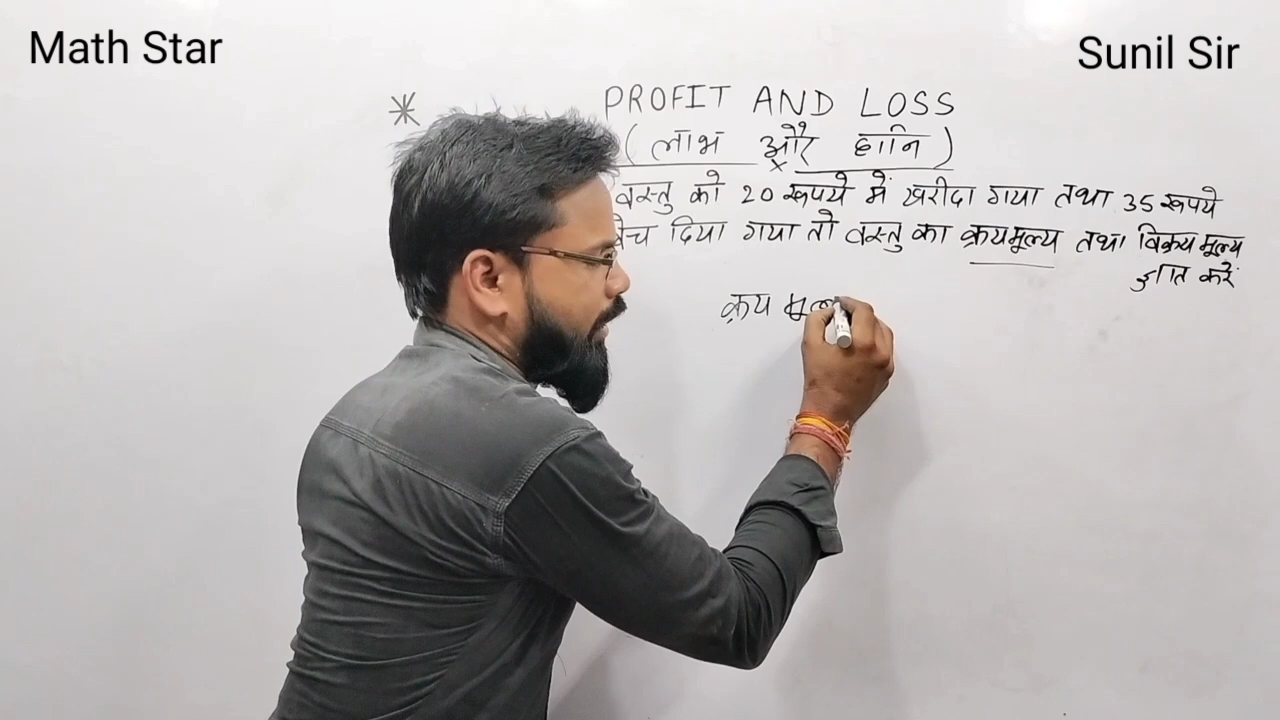 Math Star
Sunil Sir
* PROFIT AND LOSS
( लाभ और हानि )
वस्तु को 20 रूपये में खरीदा गया तथा 35 रूपये
बेच दिया गया तो वस्तु का क्रयमूल्य तथा विक्रय मूल्य
ज्ञात करें
क्रय